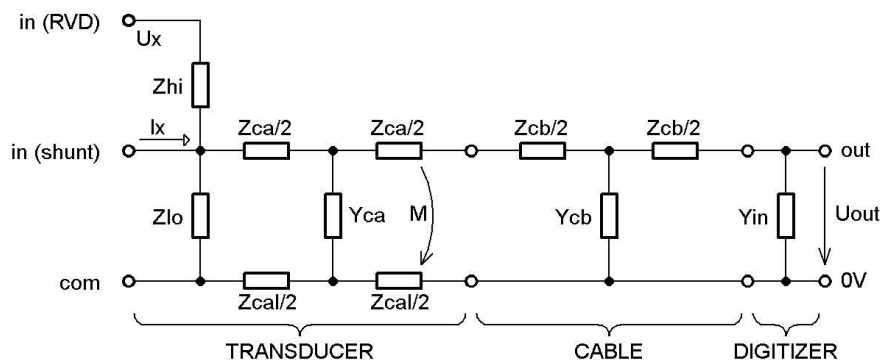 in (RVD)
Ux
Zhi
Ix
in (shunt)
Zca/2
Zca/2
Zcb/2
Zcb/2
out
Zlo
Yca
M
Ycb
Yin
Uout
com
Zcal/2
Zcal/2
0V
TRANSDUCER
CABLE
DIGITIZER